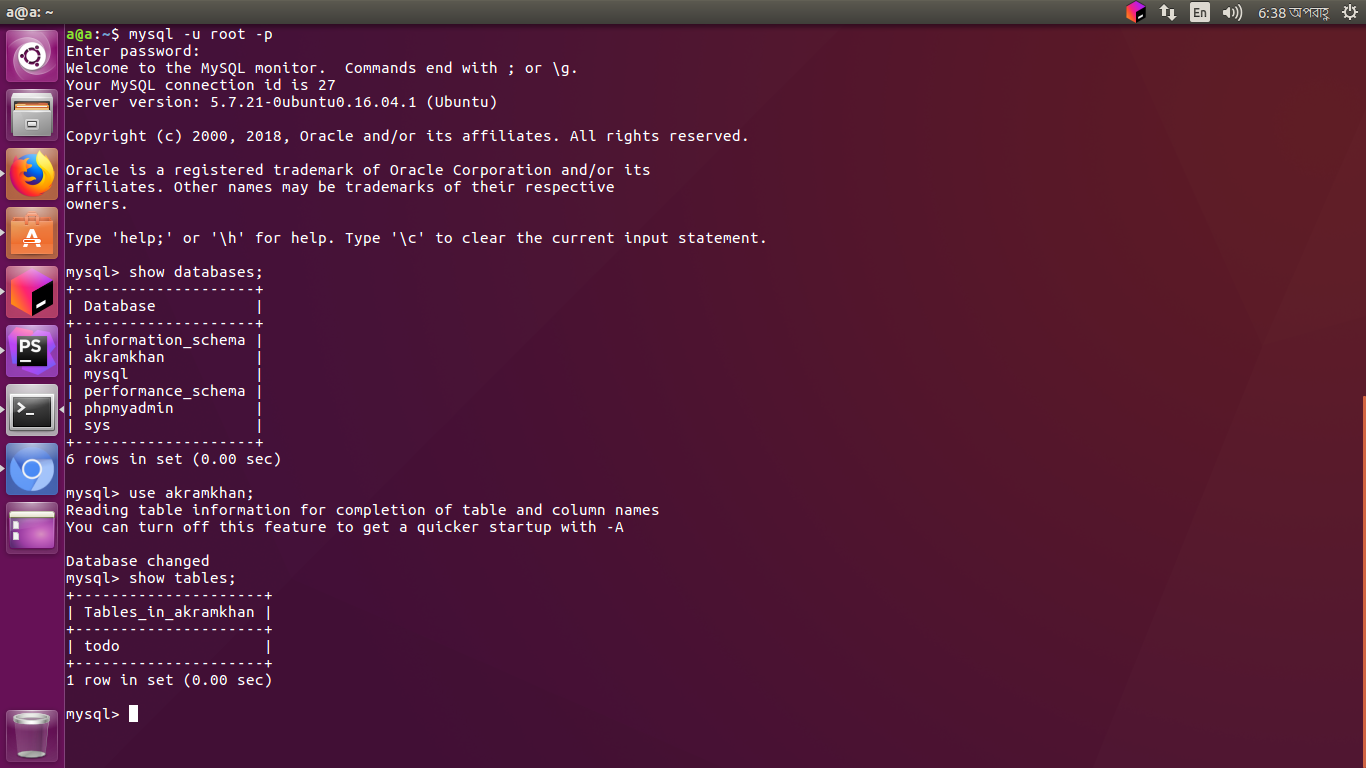 a@a: ~
En
6:38 অপরাহ্ণ
a@a:~$ mysql -u root -p
Enter password:
Welcome to the MySQL monitor.  Commands end with ; or \g.
Your MySQL connection id is 27
Server version: 5.7.21-0ubuntu0.16.04.1 (Ubuntu)
Copyright (c) 2000, 2018, Oracle and/or its affiliates. All rights reserved.
Oracle is a registered trademark of Oracle Corporation and/or its
affiliates. Other names may be trademarks of their respective
owners.
Type 'help;' or '\h' for help. Type '\c' to clear the current input statement.
mysql> show databases;
+--------------------+
| Database           |
+--------------------+
| information_schema |
| akramkhan          |
| mysql              |
| performance_schema |
| phpmyadmin         |
| sys                |
+--------------------+
6 rows in set (0.00 sec)
mysql> use akramkhan;
Reading table information for completion of table and column names
You can turn off this feature to get a quicker startup with -A
Database changed
mysql> show tables;
+---------------------+
| Tables_in_akramkhan |
+---------------------+
| todo                |
+---------------------+
1 row in set (0.00 sec)
mysql>
PS